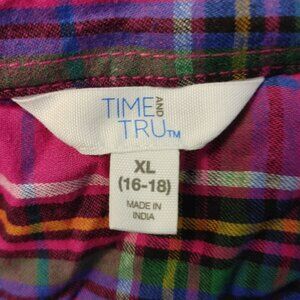 TIME AND
TRU™
XL
(16-18)
MADE IN
INDIA